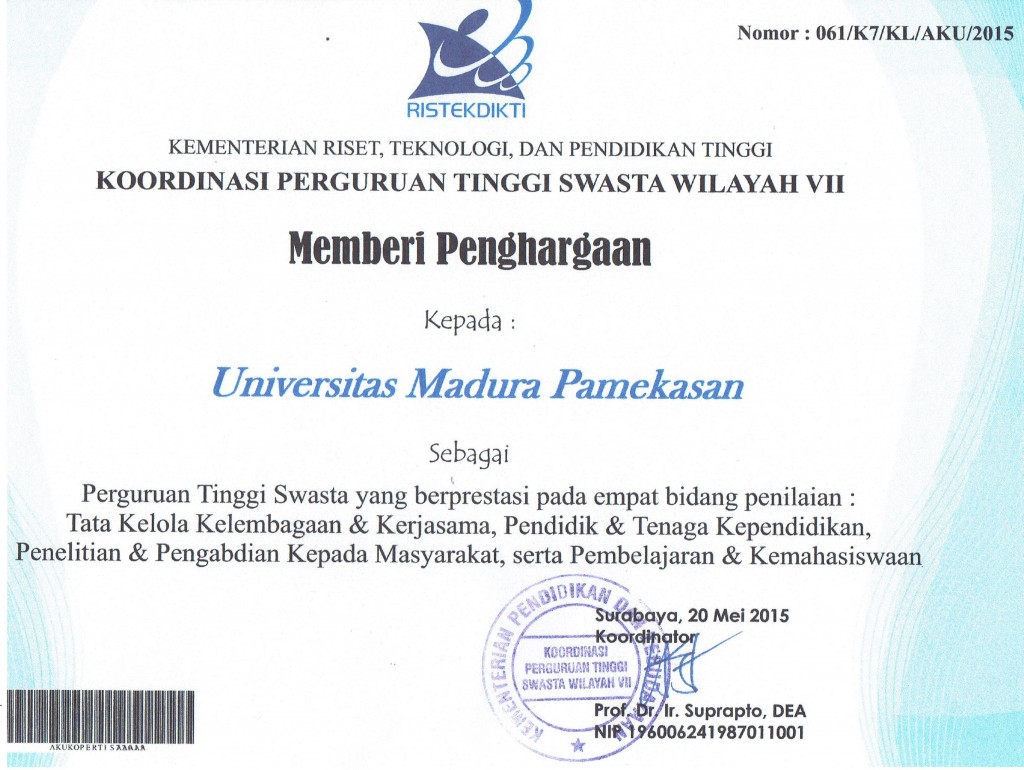 Nomor : 061/K7/KL/AKU/2015
RISTEKDIKTI
KEMENTERIAN RISET, TEKNOLOGI, DAN PENDIDIKAN TINGGI
KOORDINASI PERGURUAN TINGGI SWASTA WILAYAH VII
Memberi Penghargaan
Kepada :
Universitas Madura Pamekasan
Sebagai
Perguruan Tinggi Swasta yang berprestasi pada empat bidang penilaian :
Tata Kelola Kelembagaan & Kerjasama, Pendidik & Tenaga Kependidikan,
Penelitian & Pengabdian Kepada Masyarakat, serta Pembelajaran & Kemahasiswaan
Surabaya, 20 Mei 2015
Koordinator
KEMENTERIAN PENDIDIKAN DAN KEBUDAYAAN
KOORDINASI
PERGURUAN TINGGI
SWASTA WILAYAH VII
Prof. Dr. Ir. Suprapto, DEA
NIP 196006241987011001
AKUKOPERTI